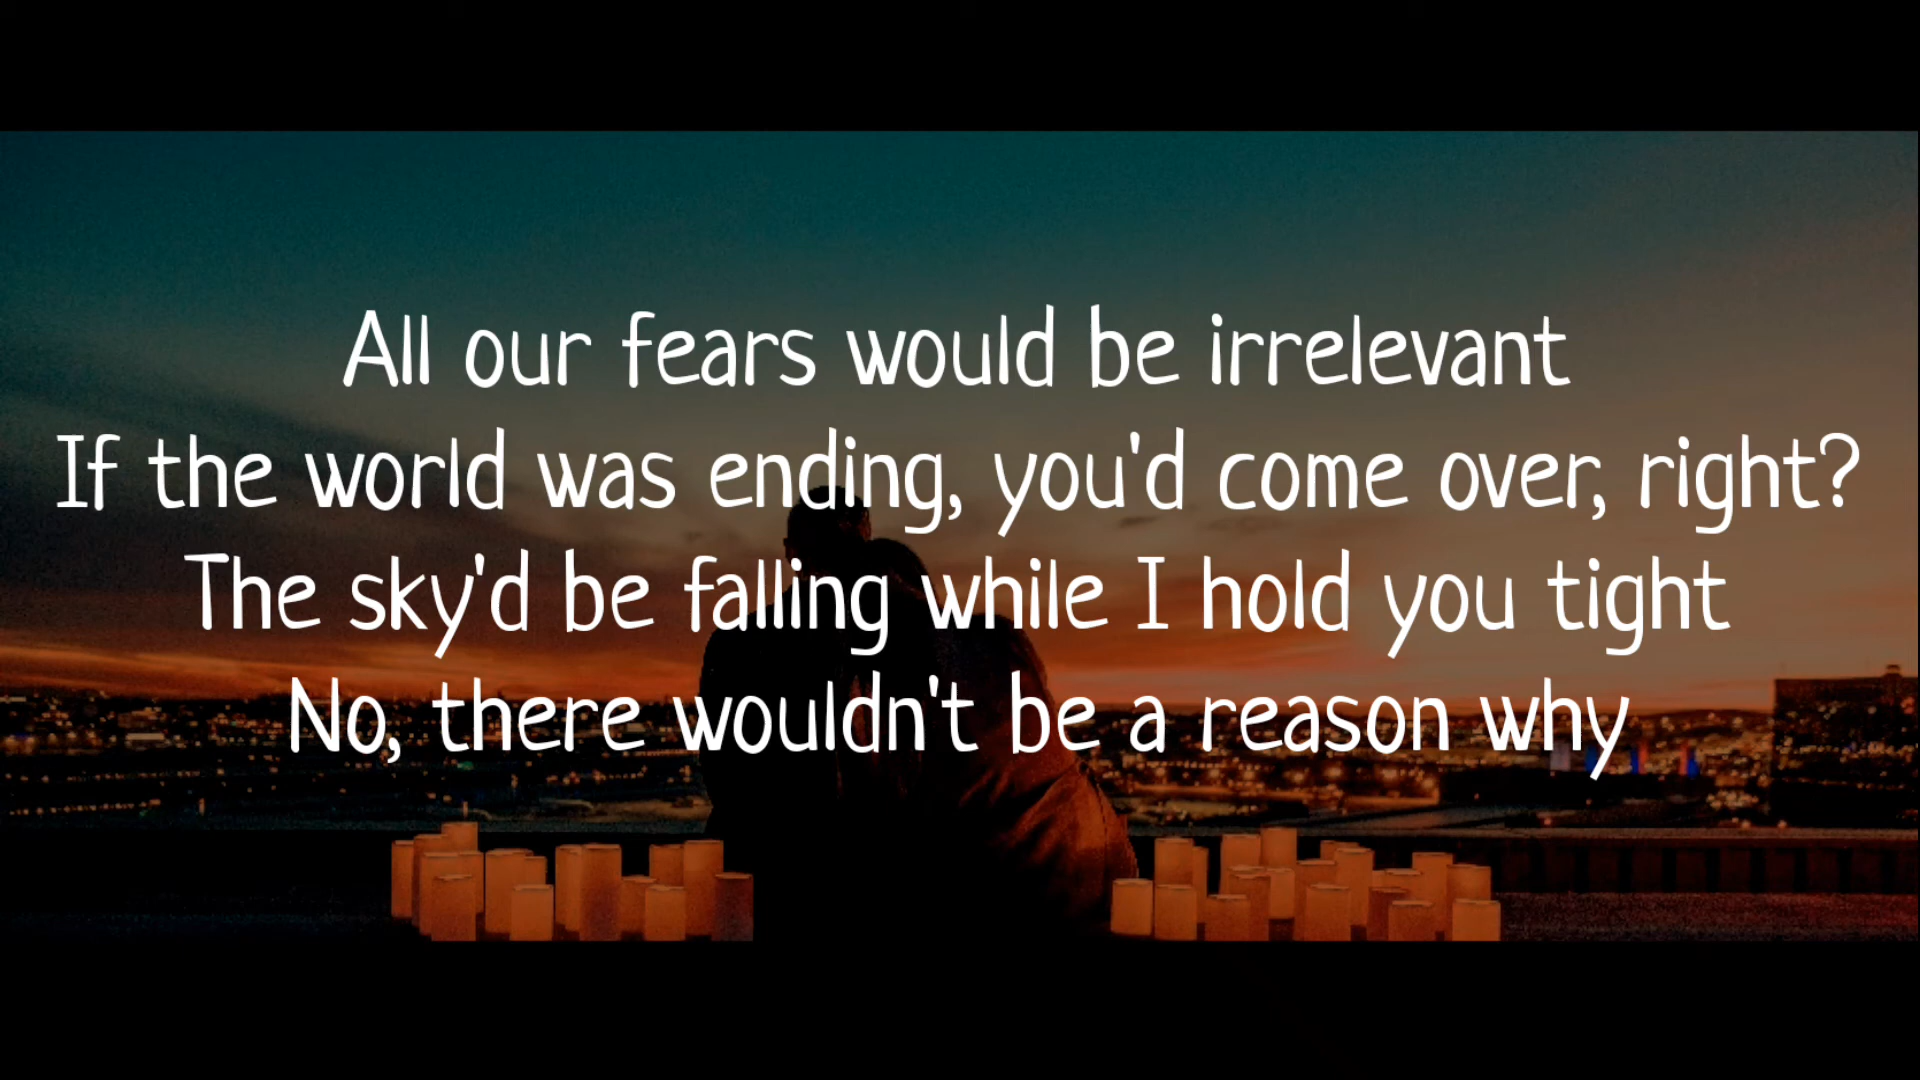 All our fears would be irrelevant
If the world was ending, you'd come over, right?
The sky'd be falling while I hold you tight
No, there wouldn't be a reason why